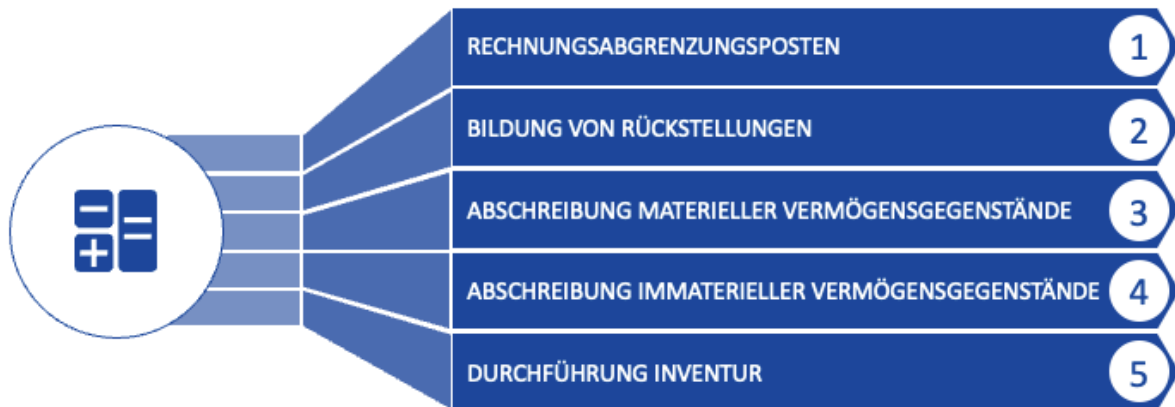 RECHNUNGSABGRENZUNGSPOSTEN 1
BILDUNG VON RÜCKSTELLUNGEN 2
ABSCHREIBUNG MATERIELLER VERMÖGENSGEGENSTÄNDE 3
ABSCHREIBUNG IMMATERIELLER VERMÖGENSGEGENSTÄNDE 4
DURCHFÜHRUNG INVENTUR 5